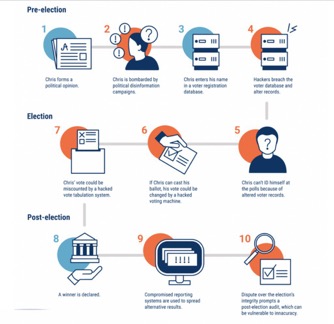 Pre-election
1
2
3
4
Chris forms a
political opinion.
Chris is bombarded by
political disinformation
campaigns.
Chris enters his name
in a voter registration
database.
Hackers breach the
voter database and
alter records.
Election
7
6
5
Chris' vote could be
miscounted by a hacked
vote tabulation system.
If Chris can cast his
ballot, his vote could be
changed by a hacked
voting machine.
Chris can't ID himself at
the polls because of
altered voter records.
Post-election
8
9
10
A winner is declared.
Compromised reporting
systems are used to spread
alternative results.
Dispute over the election's
integrity prompts a
post-election audit, which can
be vulnerable to innacuracy.